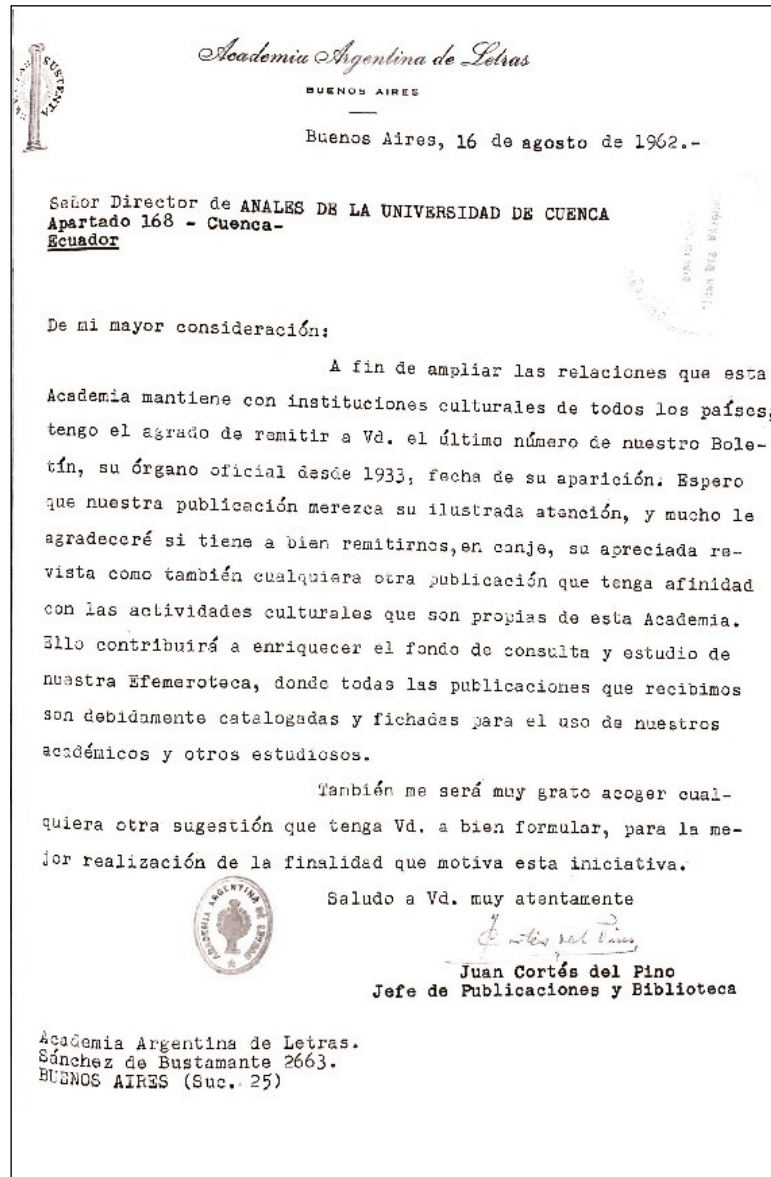 SUSTENTA
Academia Argentina de Letras
BUENOS AIRES
Buenos Aires, 16 de agosto de 1962.-
Señor Director de ANALES DE LA UNIVERSIDAD DE CUENCA
Apartado 168 - Cuenca-
Ecuador
De mi mayor consideración:
A fin de ampliar las relaciones que esta
Academia mantiene con instituciones culturales de todos los países,
tengo el agrado de remitir a Vd. el último número de nuestro Bole-
tín, su órgano oficial desde 1933, fecha de su aparición. Espero
que nuestra publicación merezca su ilustrada atención, y mucho le
agradeceré si tiene a bien remitirnos,en canje, su apreciada re-
vista como también cualquiera otra publicación que tenga afinidad
con las actividades culturales que son propias de esta Academia.
Ello contribuirá a enriquecer el fondo de consulta y estudio de
nuestra Efemeroteca, donde todas las publicaciones que recibimos
son debidamente catalogadas y fichadas para el uso de nuestros
académicos y otros estudiosos.
También me será muy grato acoger cual-
quiera otra sugestión que tenga Vd. a bien formular, para la me-
jor realización de la finalidad que motiva esta iniciativa.
Saludo a Vd. muy atentamente
ACADEMIA ARGENTINA DE LETRAS
Juan Cortés del Pino
Jefe de Publicaciones y Biblioteca
Academia Argentina de Letras.
Sánchez de Bustamante 2663.
BUENOS AIRES (Suc. 25)